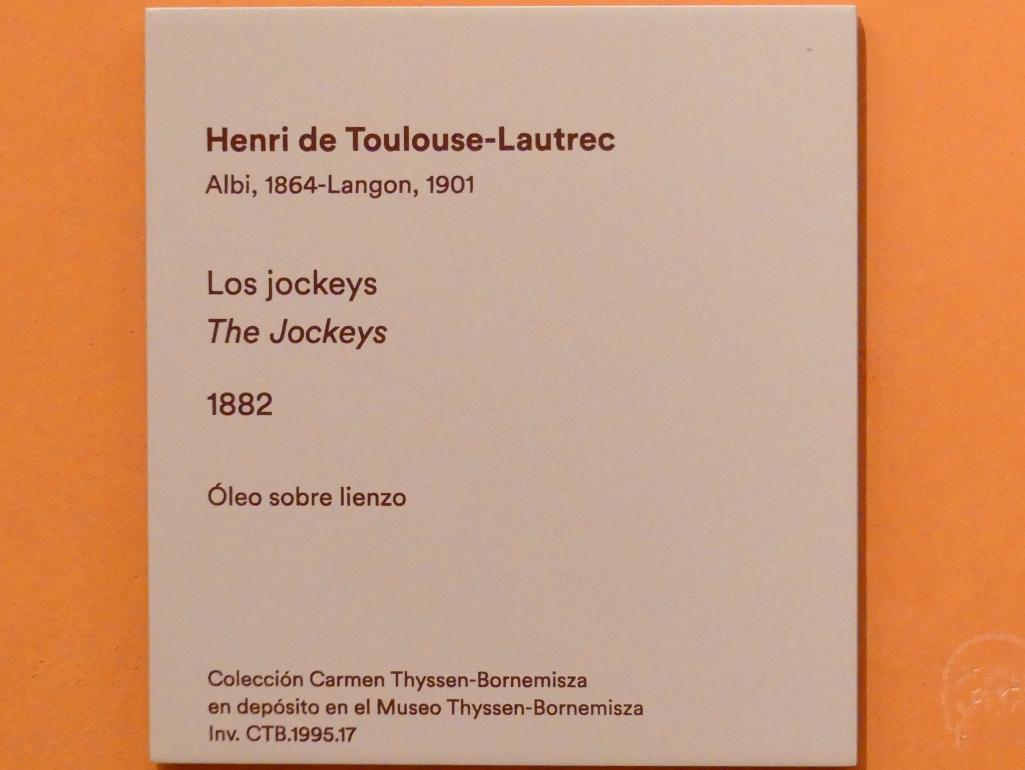 Henri de Toulouse-Lautrec
Albi, 1864-Langon, 1901
Los jockeys
The Jockeys
1882
Óleo sobre lienzo
Colección Carmen Thyssen-Bornemisza
en depósito en el Museo Thyssen-Bornemisza
Inv. CTB.1995.17